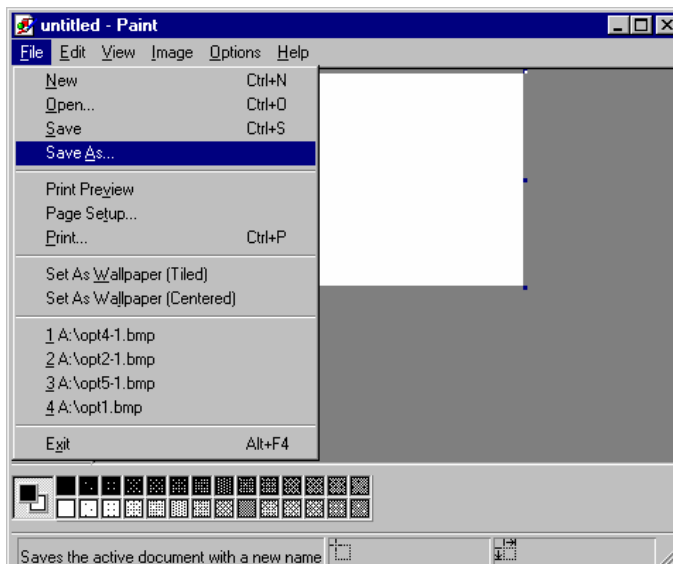 untitled - Paint
File Edit View Image Options Help
New Ctrl+N
Open... Ctrl+O
Save Ctrl+S
Save As...
Print Preview
Page Setup...
Print... Ctrl+P
Set As Wallpaper (Tiled)
Set As Wallpaper (Centered)
1 A:\opt4-1.bmp
2 A:\opt2-1.bmp
3 A:\opt5-1.bmp
4 A:\opt1.bmp
Exit Alt+F4
Saves the active document with a new name